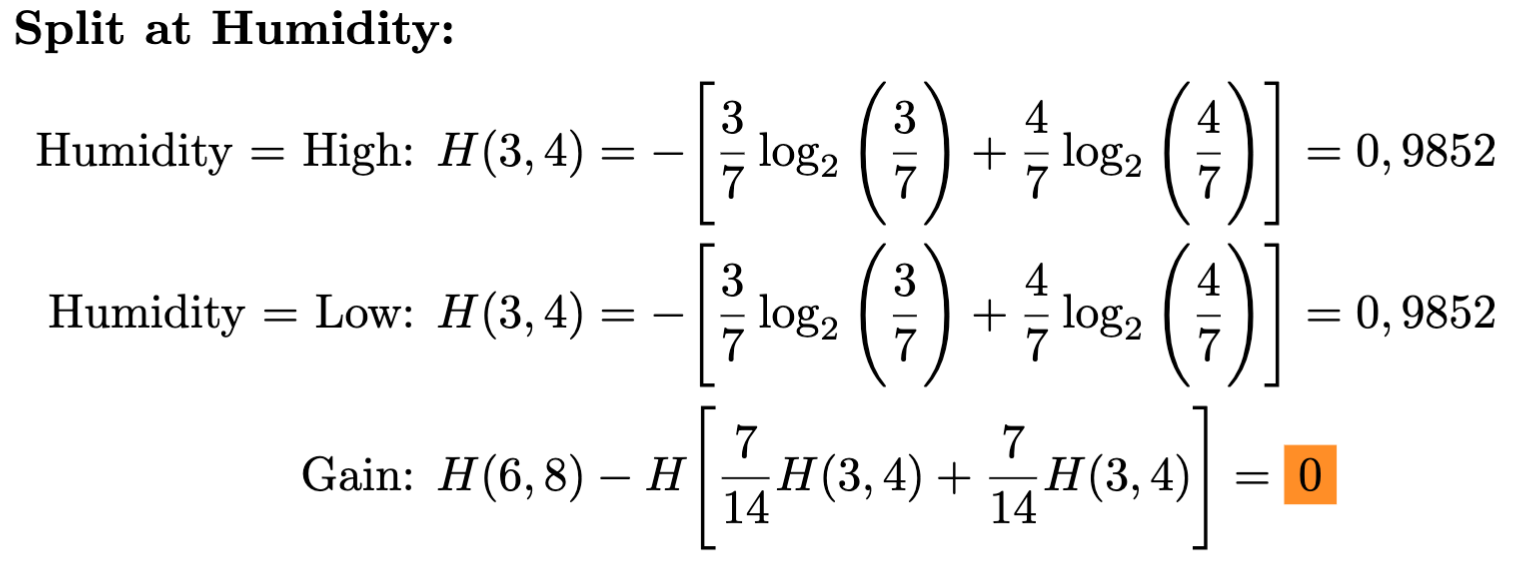 Split at Humidity:
Humidity = High: H(3, 4) = −[3/7 log₂(3/7) + 4/7 log₂(4/7)] = 0, 9852
Humidity = Low: H(3, 4) = −[3/7 log₂(3/7) + 4/7 log₂(4/7)] = 0, 9852
Gain: H(6, 8) − H[7/14 H(3, 4) + 7/14 H(3, 4)] = 0